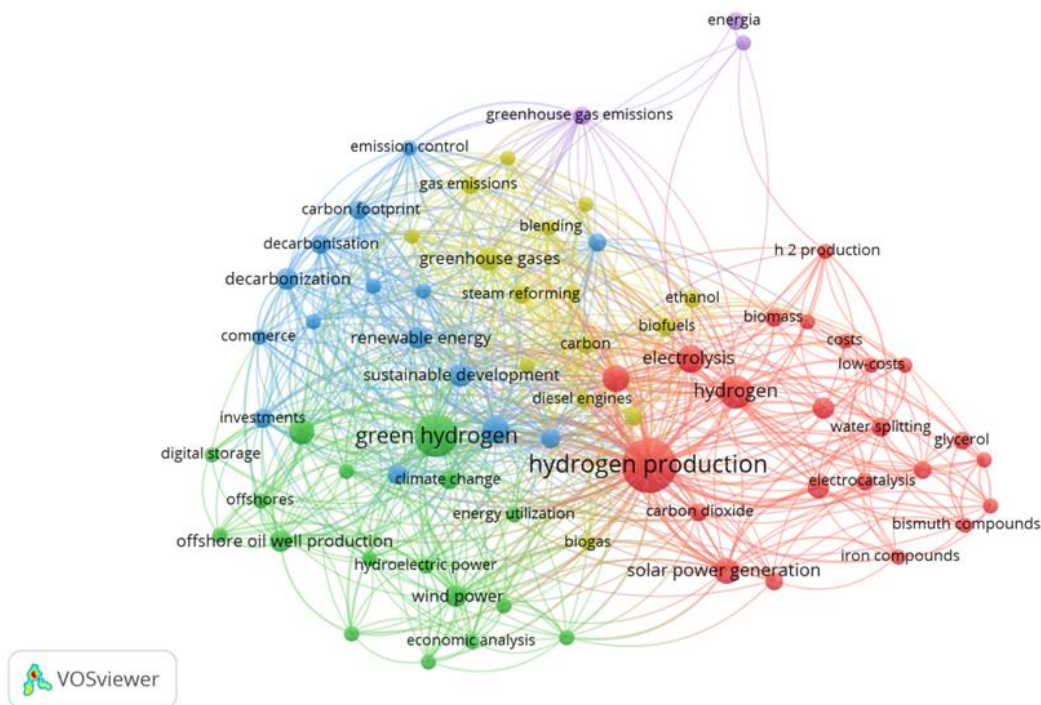 energia
greenhouse gas emissions
emission control
gas emissions
carbon footprint
blending
decarbonisation
h 2 production
greenhouse gases
decarbonization
steam reforming
ethanol
biomass
biofuels
commerce
renewable energy
costs
carbon
electrolysis
low-costs
sustainable development
hydrogen
diesel engines
investments
water splitting
green hydrogen
glycerol
digital storage
hydrogen production
climate change
electrocatalysis
offshores
energy utilization
carbon dioxide
bismuth compounds
offshore oil well production
biogas
iron compounds
hydroelectric power
solar power generation
wind power
economic analysis
VOSviewer